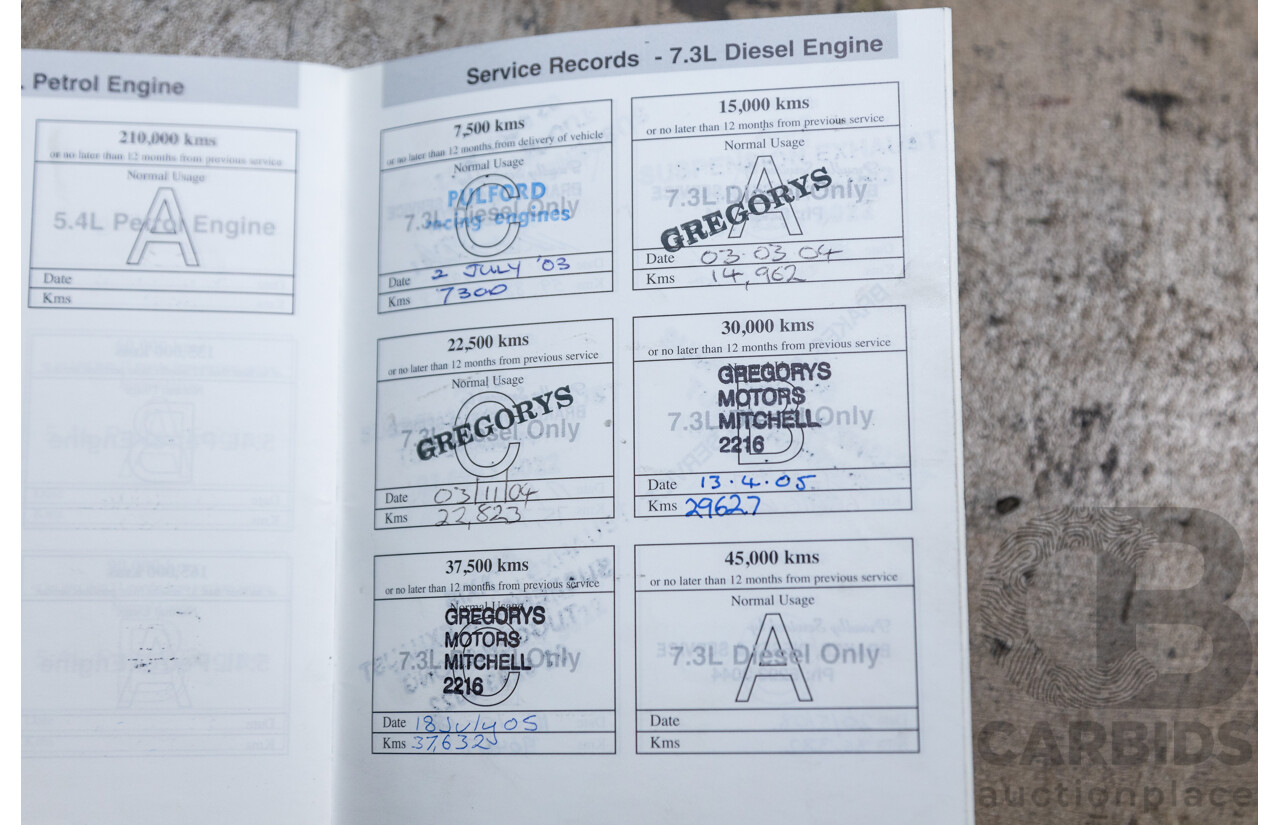 . Petrol Engine
210,000 kms
or no later than 12 months from previous service
Normal Usage
A
5.4L Petrol Engine
Date
Kms
Service Records - 7.3L Diesel Engine
7,500 kms
or no later than 12 months from delivery of vehicle
Normal Usage
C
7.3L Diesel Only
PULFORD
racing engines
Date 2 JULY '03
Kms 7300
15,000 kms
or no later than 12 months from previous service
Normal Usage
A
7.3L Diesel Only
GREGORYS
Date 03·03 04
Kms 14,962
22,500 kms
or no later than 12 months from previous service
Normal Usage
C
7.3L Diesel Only
GREGORYS
Date 03/11/04
Kms 22,823
30,000 kms
or no later than 12 months from previous service
B
7.3L Diesel Only
GREGORYS
MOTORS
MITCHELL
2216
Date 13·4·05
Kms 29627
37,500 kms
or no later than 12 months from previous service
Normal Usage
C
7.3L Diesel Only
GREGORYS
MOTORS
MITCHELL
2216
Date 18 July 05
Kms 37,632
45,000 kms
or no later than 12 months from previous service
Normal Usage
A
7.3L Diesel Only
Date
Kms
CB
CARBIDS
auctionplace